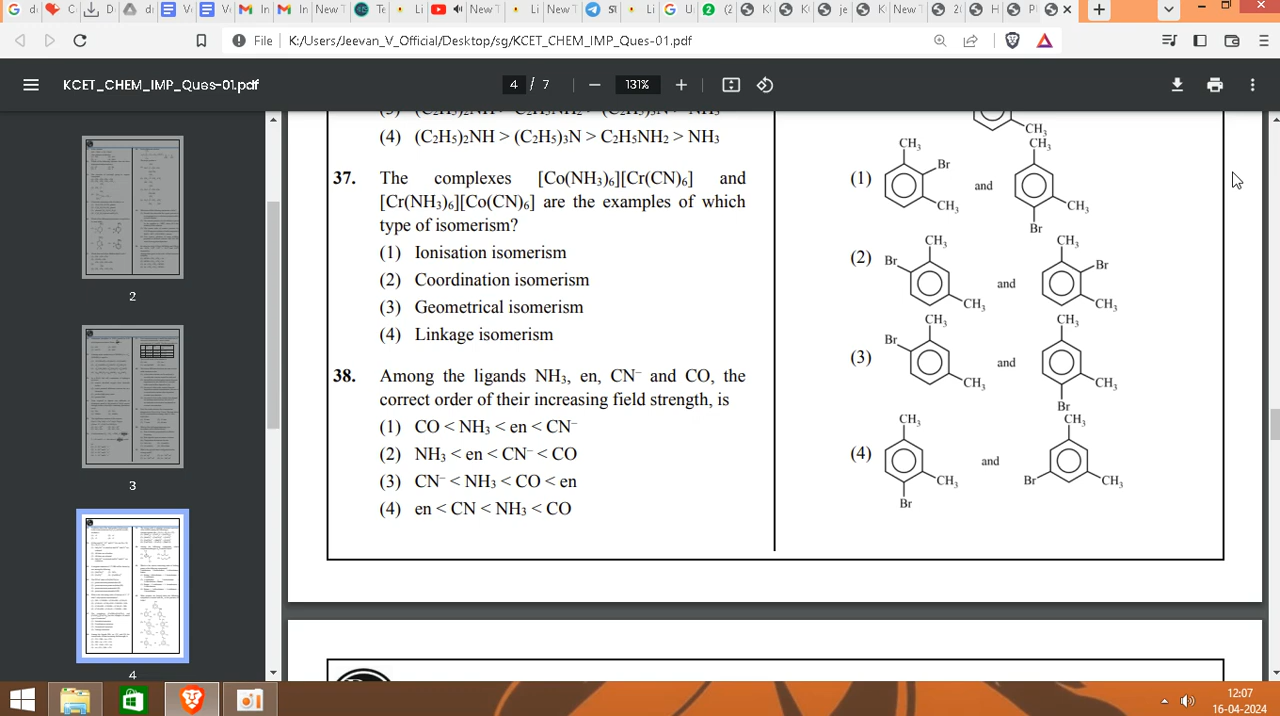 File K:/Users/Jeevan_V_Official/Desktop/sg/KCET_CHEM_IMP_Ques-01.pdf
KCET_CHEM_IMP_Ques-01.pdf
4 / 7
131%
2
3
4
(4) (C2H5)2NH > (C2H5)3N > C2H5NH2 > NH3
37. The complexes [Co(NH3)6][Cr(CN)6] and
[Cr(NH3)6][Co(CN)6] are the examples of which
type of isomerism?
(1) Ionisation isomerism
(2) Coordination isomerism
(3) Geometrical isomerism
(4) Linkage isomerism
38. Among the ligands NH3, en, CN– and CO, the
correct order of their increasing field strength, is
(1) CO < NH3 < en < CN–
(2) NH3 < en < CN– < CO
(3) CN– < NH3 < CO < en
(4) en < CN < NH3 < CO
CH3
CH3 CH3
Br
(1) and
CH3 CH3
Br
CH3 CH3
(2) Br Br
and
CH3 CH3
CH3 CH3
Br
(3) and
CH3 CH3
Br
CH3 CH3
(4) and
CH3 Br CH3
Br
12:07
16-04-2024